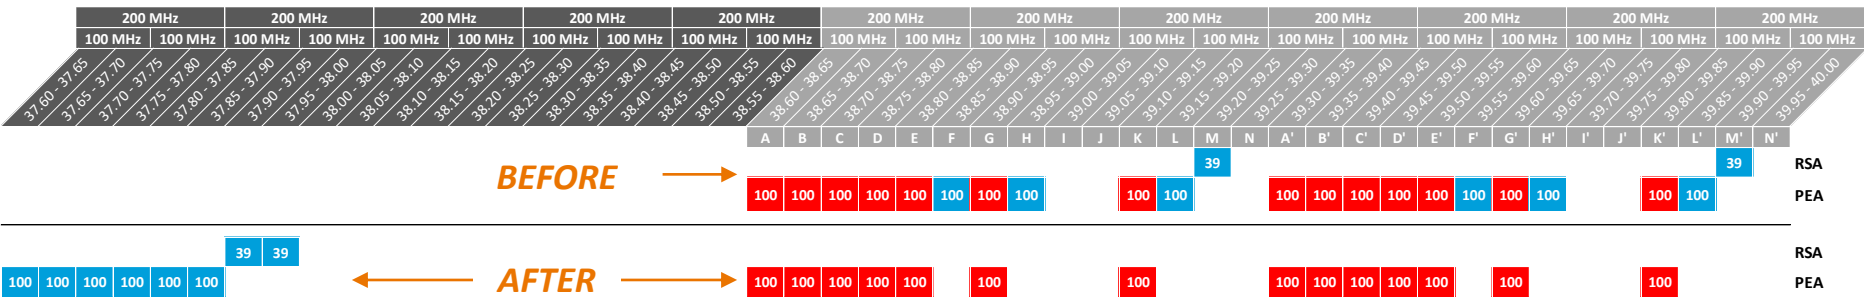 200 MHz 200 MHz 200 MHz 200 MHz 200 MHz 200 MHz 200 MHz 200 MHz 200 MHz 200 MHz 200 MHz 200 MHz
100 MHz 100 MHz 100 MHz 100 MHz 100 MHz 100 MHz 100 MHz 100 MHz 100 MHz 100 MHz 100 MHz 100 MHz 100 MHz 100 MHz 100 MHz 100 MHz 100 MHz 100 MHz 100 MHz 100 MHz 100 MHz 100 MHz 100 MHz 100 MHz
37.60 - 37.65 37.65 - 37.70 37.70 - 37.75 37.75 - 37.80 37.80 - 37.85 37.85 - 37.90 37.90 - 37.95 37.95 - 38.00 38.00 - 38.05 38.05 - 38.10 38.10 - 38.15 38.15 - 38.20 38.20 - 38.25 38.25 - 38.30 38.30 - 38.35 38.35 - 38.40 38.40 - 38.45 38.45 - 38.50 38.50 - 38.55 38.55 - 38.60 38.60 - 38.65 38.65 - 38.70 38.70 - 38.75 38.75 - 38.80 38.80 - 38.85 38.85 - 38.90 38.90 - 38.95 38.95 - 39.00 39.00 - 39.05 39.05 - 39.10 39.10 - 39.15 39.15 - 39.20 39.20 - 39.25 39.25 - 39.30 39.30 - 39.35 39.35 - 39.40 39.40 - 39.45 39.45 - 39.50 39.50 - 39.55 39.55 - 39.60 39.60 - 39.65 39.65 - 39.70 39.70 - 39.75 39.75 - 39.80 39.80 - 39.85 39.85 - 39.90 39.90 - 39.95 39.95 - 40.00
A B C D E F G H I J K L M N A' B' C' D' E' F' G' H' I' J' K' L' M' N'
39 39 RSA
BEFORE
100 100 100 100 100 100 100 100 100 100 100 100 100 100 100 100 100 100 100 100 PEA
39 39 RSA
100 100 100 100 100 100 AFTER 100 100 100 100 100 100 100 100 100 100 100 100 100 100 PEA